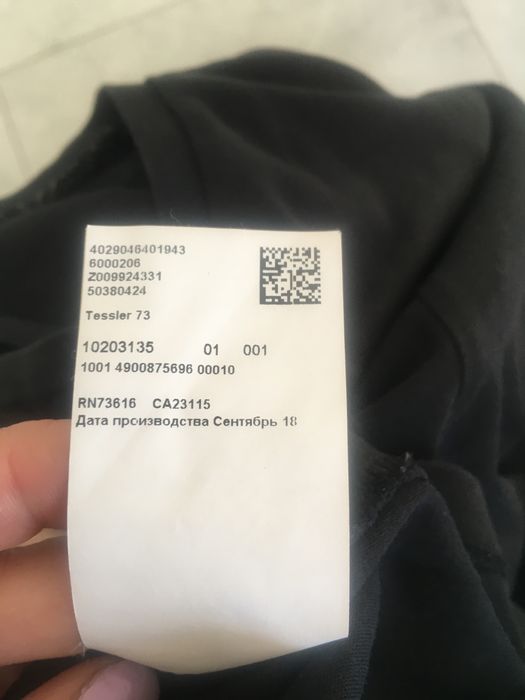 4029046401943
6000206
Z009924331
50380424
Tessler 73
10203135 01 001
1001 4900875696 00010
RN73616 CA23115
Дата производства Сентябрь 18